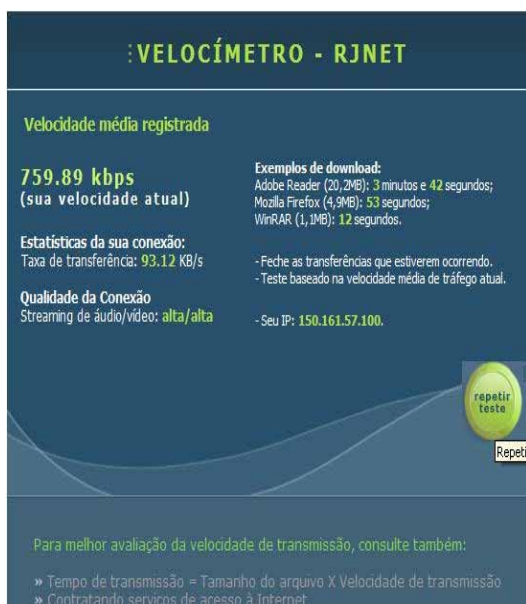 VELOCÍMETRO - RJNET
Velocidade média registrada
759.89 kbps
(sua velocidade atual)
Estatísticas da sua conexão:
Taxa de transferência: 93.12 KB/s
Qualidade da Conexão
Streaming de áudio/vídeo: alta/alta
Exemplos de download:
Adobe Reader (20,2MB): 3 minutos e 42 segundos;
Mozilla Firefox (4,9MB): 53 segundos;
WinRAR (1,1MB): 12 segundos.
- Feche as transferências que estiverem ocorrendo.
- Teste baseado na velocidade média de tráfego atual.
- Seu IP: 150.161.57.100.
repetir
teste
Repeti
Para melhor avaliação da velocidade de transmissão, consulte também:
» Tempo de transmissão = Tamanho do arquivo X Velocidade de transmissão
» Contratando serviços de acesso à Internet